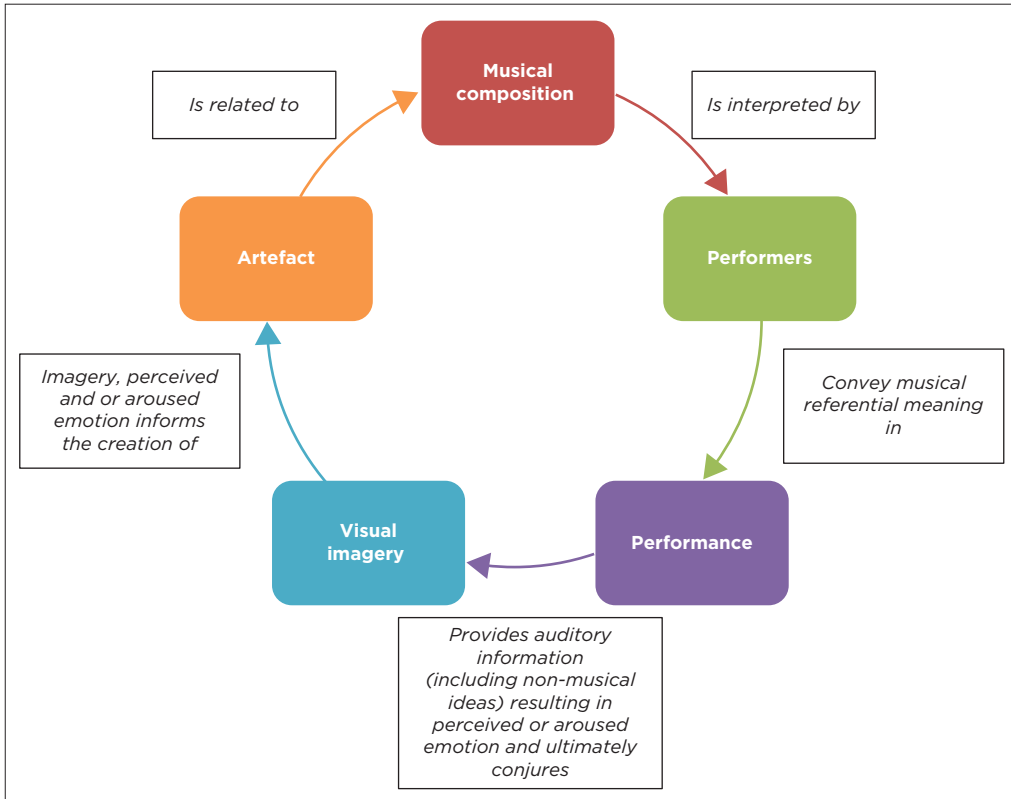 Musical
composition
Is related to
Is interpreted by
Artefact
Performers
Imagery, perceived
and or aroused
emotion informs
the creation of
Convey musical
referential meaning
in
Visual
imagery
Performance
Provides auditory
information
(including non-musical
ideas) resulting in
perceived or aroused
emotion and ultimately
conjures